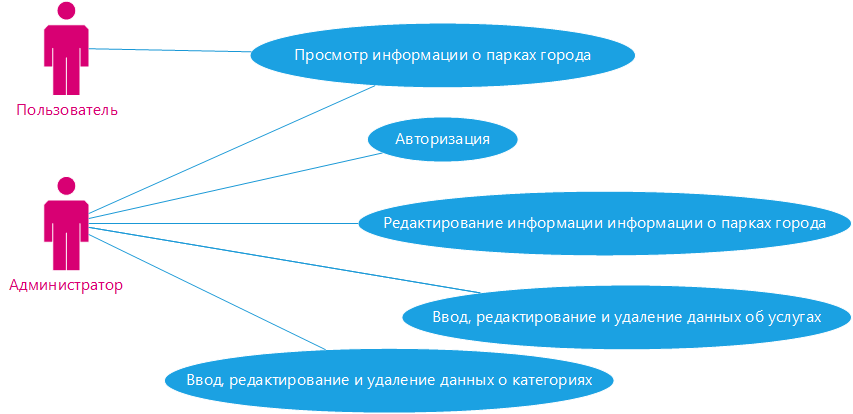 Просмотр информации о парках города
Пользователь
Авторизация
Редактирование информации информации о парках города
Администратор
Ввод, редактирование и удаление данных об услугах
Ввод, редактирование и удаление данных о категориях